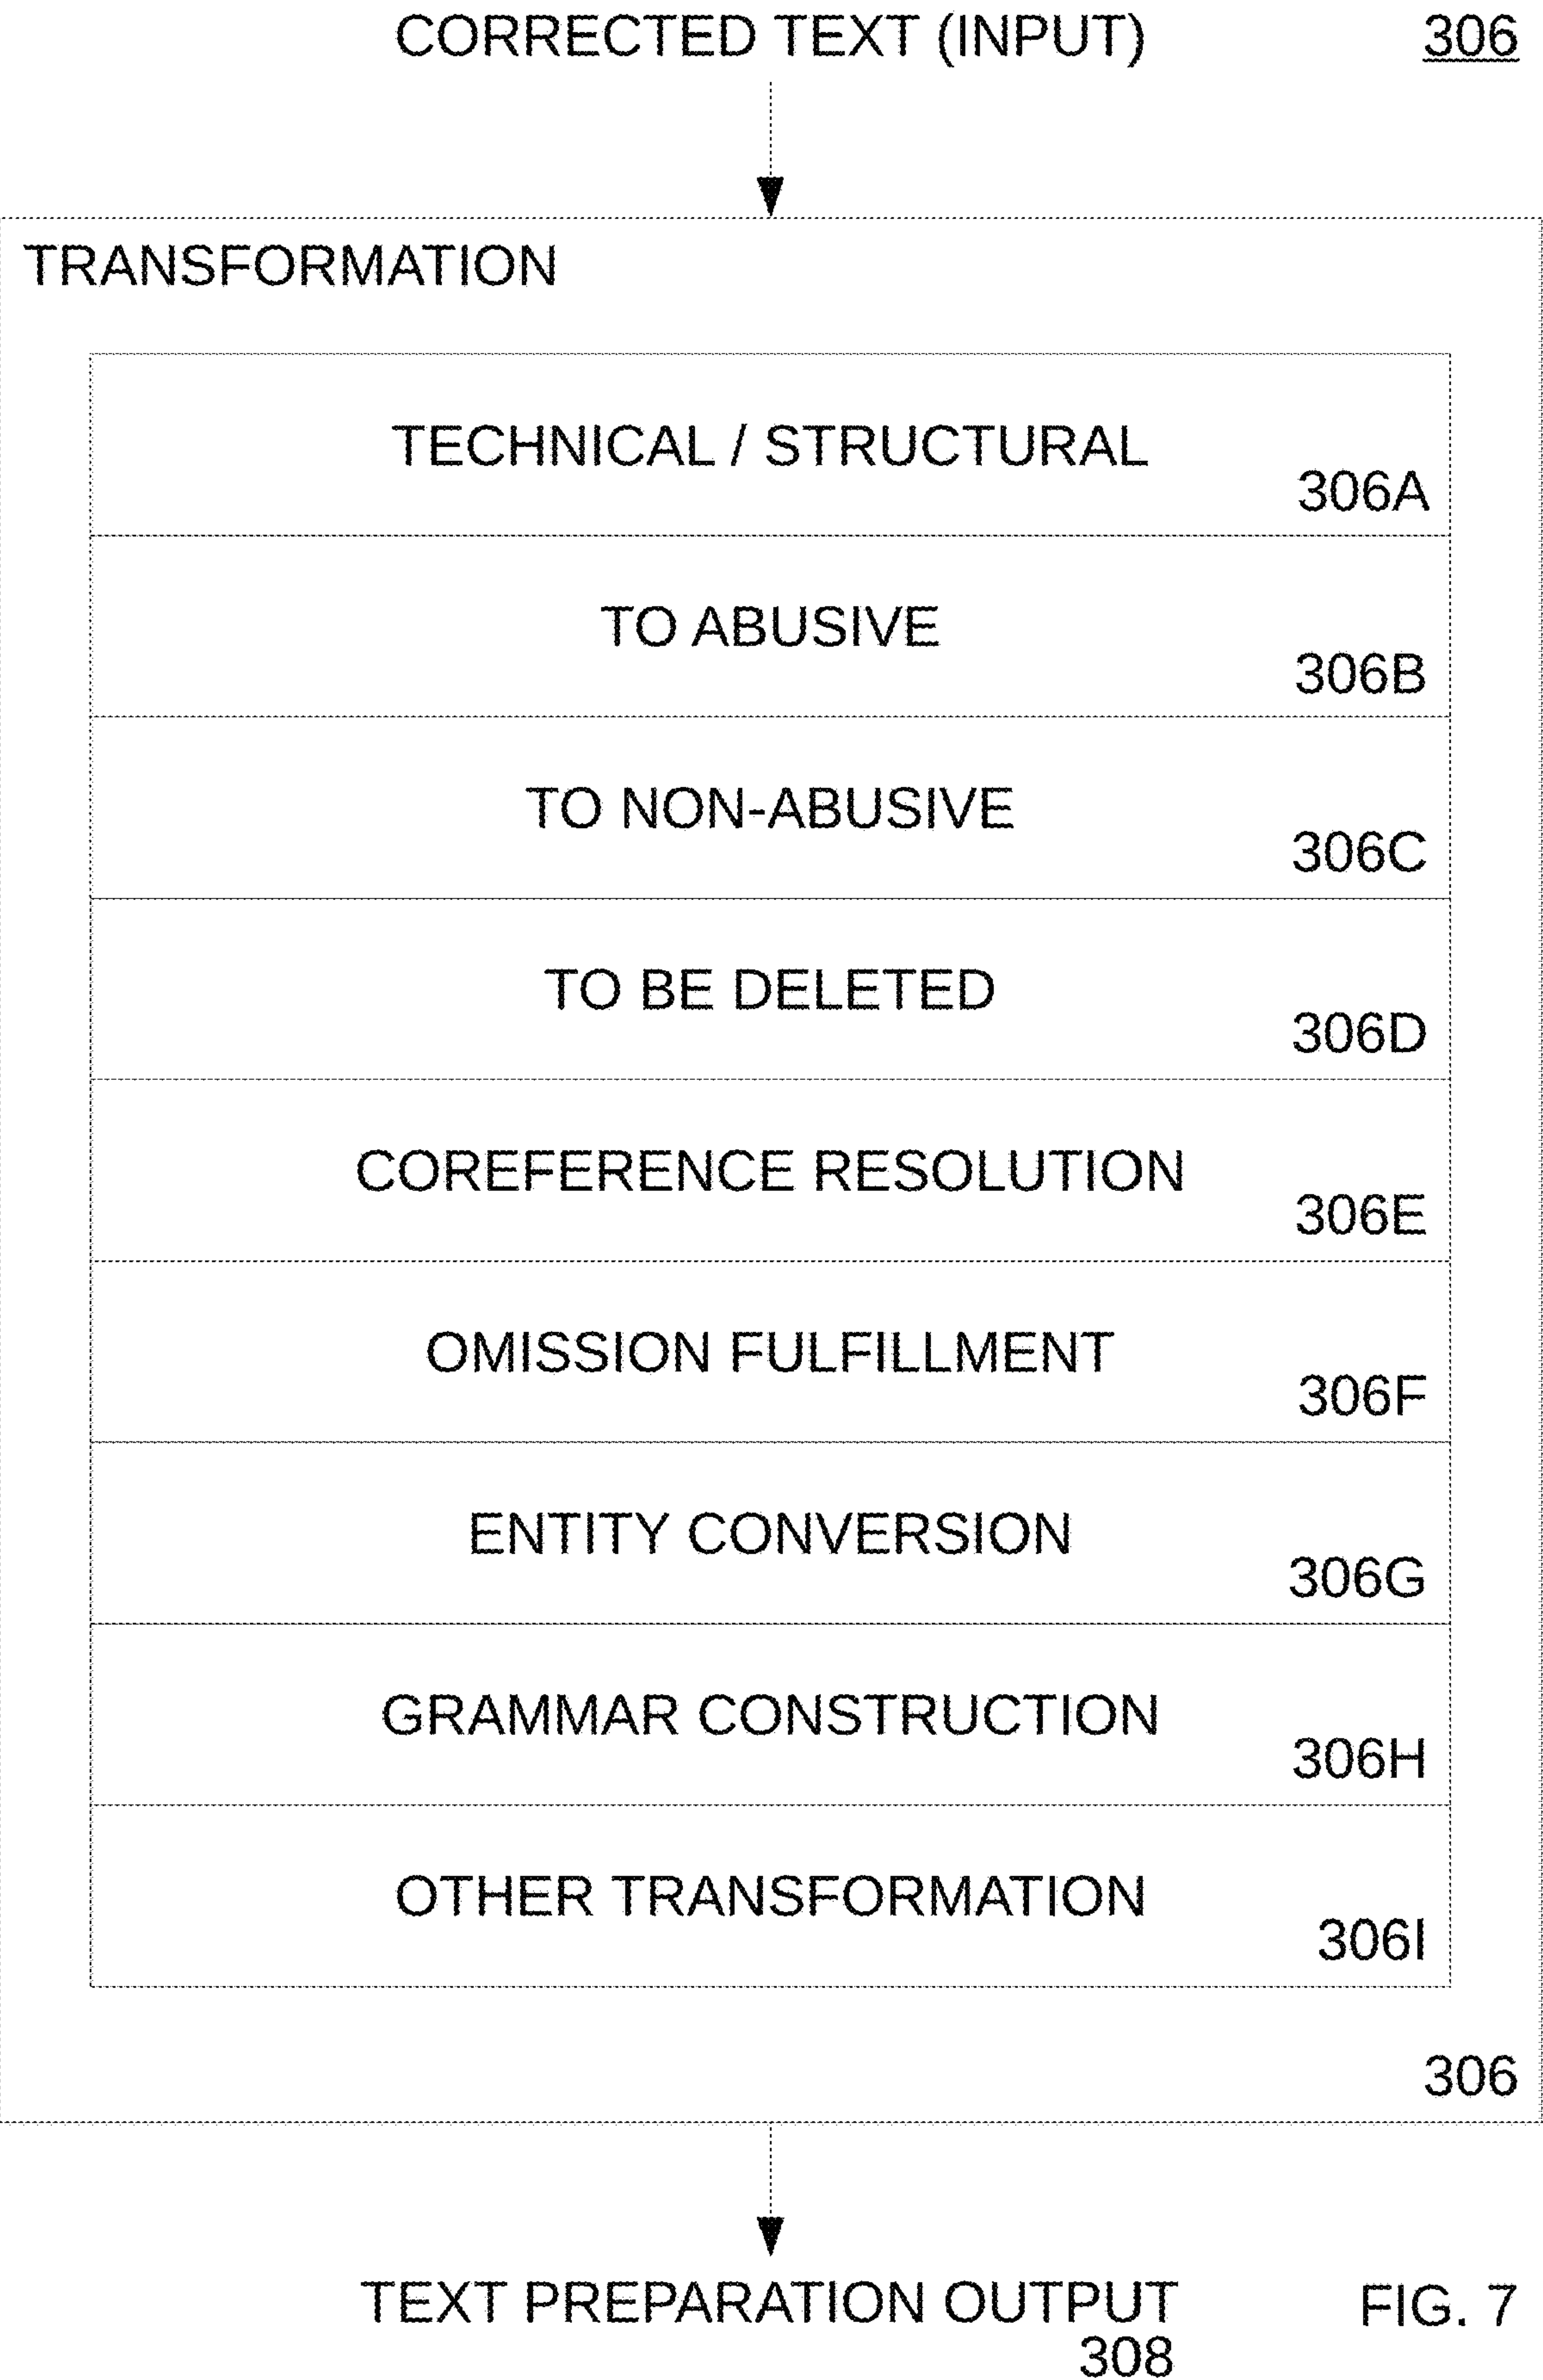 CORRECTED TEXT (INPUT) 306
TRANSFORMATION
TECHNICAL / STRUCTURAL
306A
TO ABUSIVE
306B
TO NON-ABUSIVE
306C
TO BE DELETED
306D
COREFERENCE RESOLUTION
306E
OMISSION FULFILLMENT
306F
ENTITY CONVERSION
306G
GRAMMAR CONSTRUCTION
306H
OTHER TRANSFORMATION
306I
306
TEXT PREPARATION OUTPUT FIG. 7
308